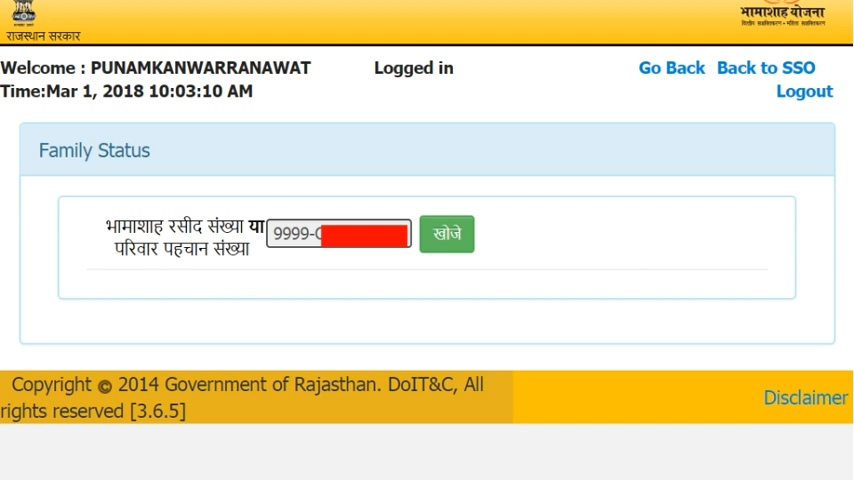 राजस्थान सरकार
भामाशाह योजना
Welcome : PUNAMKANWARRANAWAT Logged in Go Back Back to SSO
Time:Mar 1, 2018 10:03:10 AM Logout
Family Status
भामाशाह रसीद संख्या या
परिवार पहचान संख्या
9999-
खोजे
Copyright © 2014 Government of Rajasthan. DoIT&C, All
rights reserved [3.6.5]
Disclaimer